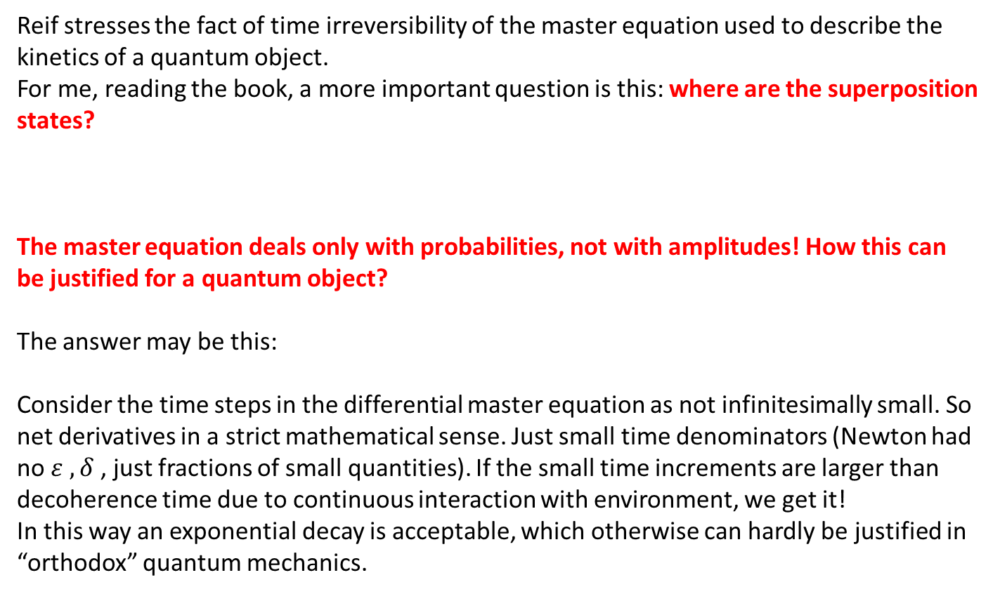 Reif stresses the fact of time irreversibility of the master equation used to describe the
kinetics of a quantum object.
For me, reading the book, a more important question is this: where are the superposition
states?
The master equation deals only with probabilities, not with amplitudes! How this can
be justified for a quantum object?
The answer may be this:
Consider the time steps in the differential master equation as not infinitesimally small. So
net derivatives in a strict mathematical sense. Just small time denominators (Newton had
no ε , δ , just fractions of small quantities). If the small time increments are larger than
decoherence time due to continuous interaction with environment, we get it!
In this way an exponential decay is acceptable, which otherwise can hardly be justified in
“orthodox” quantum mechanics.